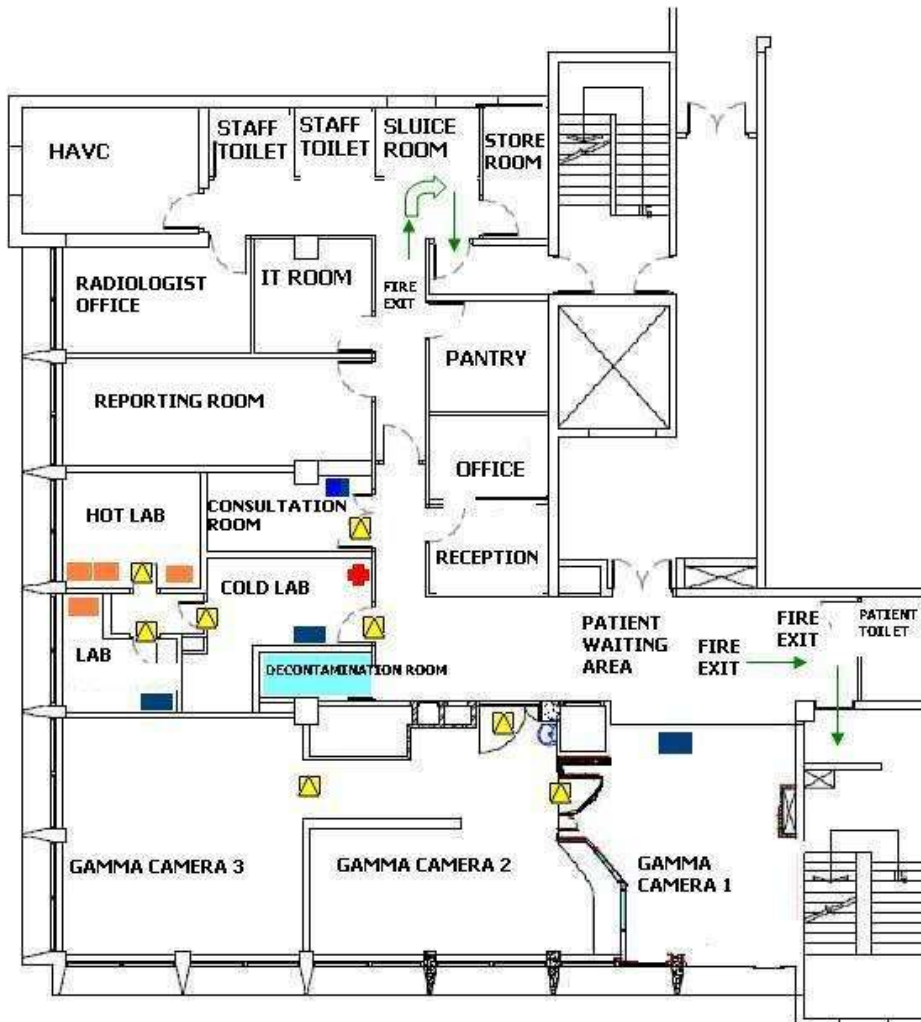 HAVC
STAFF
TOILET
STAFF
TOILET
SLUICE
ROOM
STORE
ROOM
RADIOLOGIST
OFFICE
IT ROOM
FIRE
EXIT
PANTRY
REPORTING ROOM
OFFICE
HOT LAB
CONSULTATION
ROOM
RECEPTION
COLD LAB
LAB
DECONTAMINATION ROOM
PATIENT
WAITING
AREA
FIRE
EXIT
FIRE
EXIT
PATIENT
TOILET
GAMMA CAMERA 3
GAMMA CAMERA 2
GAMMA
CAMERA 1